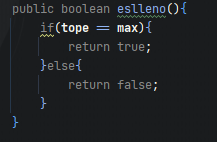 public boolean eslleno(){
if(tope == max){
return true;
}else{
return false;
}
}